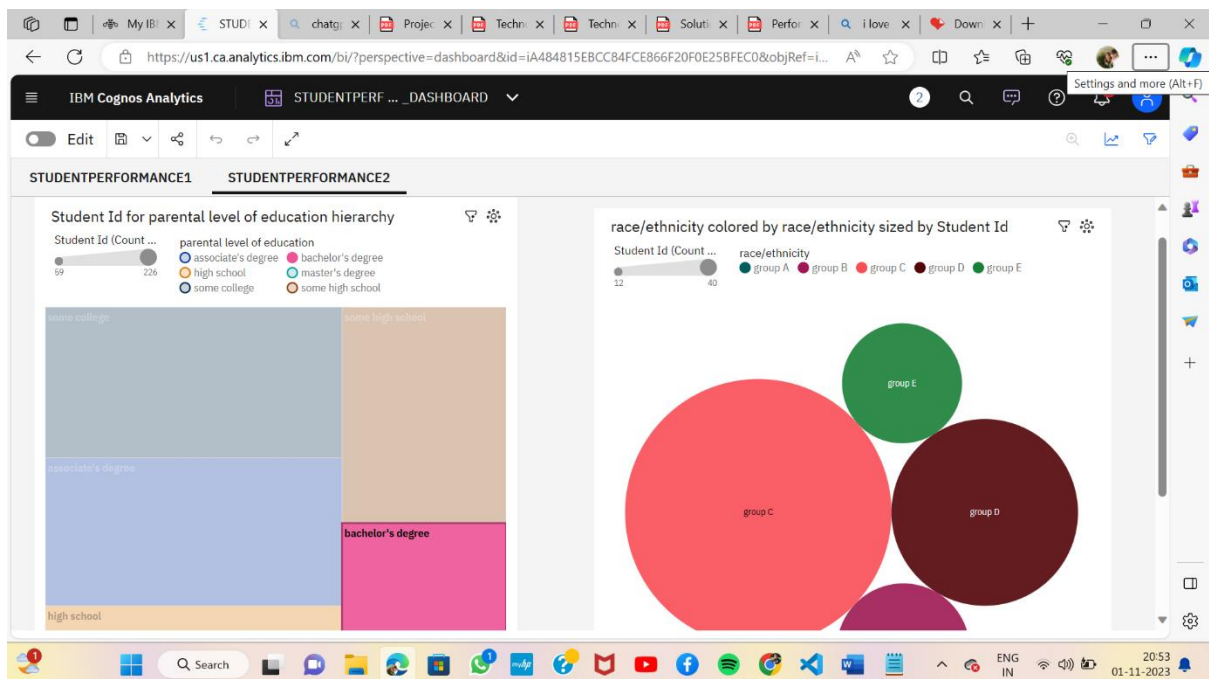 My IBI
STUDI
chatg
Projec
Techn
Techn
Soluti
Perfor
i love
Down
https://us1.ca.analytics.ibm.com/bi/?perspective=dashboard&id=iA484815EBCC84FCE866F20F0E25BFEC0&objRef=i...
Settings and more (Alt+F)
IBM Cognos Analytics
STUDENTPERF ... _DASHBOARD
2
Edit
STUDENTPERFORMANCE1 STUDENTPERFORMANCE2
Student Id for parental level of education hierarchy
Student Id (Count ...
59 226
parental level of education
associate's degree bachelor's degree
high school master's degree
some college some high school
some college
some high school
associate's degree
bachelor's degree
high school
race/ethnicity colored by race/ethnicity sized by Student Id
Student Id (Count ...
12 40
race/ethnicity
group A group B group C group D group E
group E
group C
group D
1
Search
myhp
ENG
IN
20:53
01-11-2023